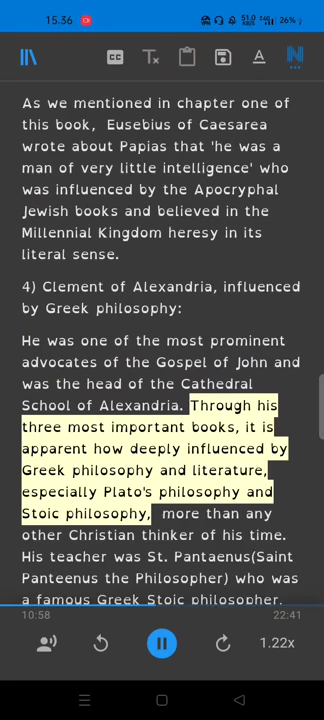 15.36
51.0
KB/S
26%
CC
As we mentioned in chapter one of
this book, Eusebius of Caesarea
wrote about Papias that 'he was a
man of very little intelligence' who
was influenced by the Apocryphal
Jewish books and believed in the
Millennial Kingdom heresy in its
literal sense.
4) Clement of Alexandria, influenced
by Greek philosophy:
He was one of the most prominent
advocates of the Gospel of John and
was the head of the Cathedral
School of Alexandria. Through his
three most important books, it is
apparent how deeply influenced by
Greek philosophy and literature,
especially Plato's philosophy and
Stoic philosophy, more than any
other Christian thinker of his time.
His teacher was St. Pantaenus(Saint
Panteenus the Philosopher) who was
a famous Greek Stoic philosopher.
10:58
22:41
1.22x